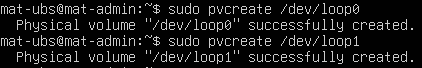 mat-ubs@mat-admin:~$ sudo pvcreate /dev/loop0
  Physical volume "/dev/loop0" successfully created.
mat-ubs@mat-admin:~$ sudo pvcreate /dev/loop1
  Physical volume "/dev/loop1" successfully created.